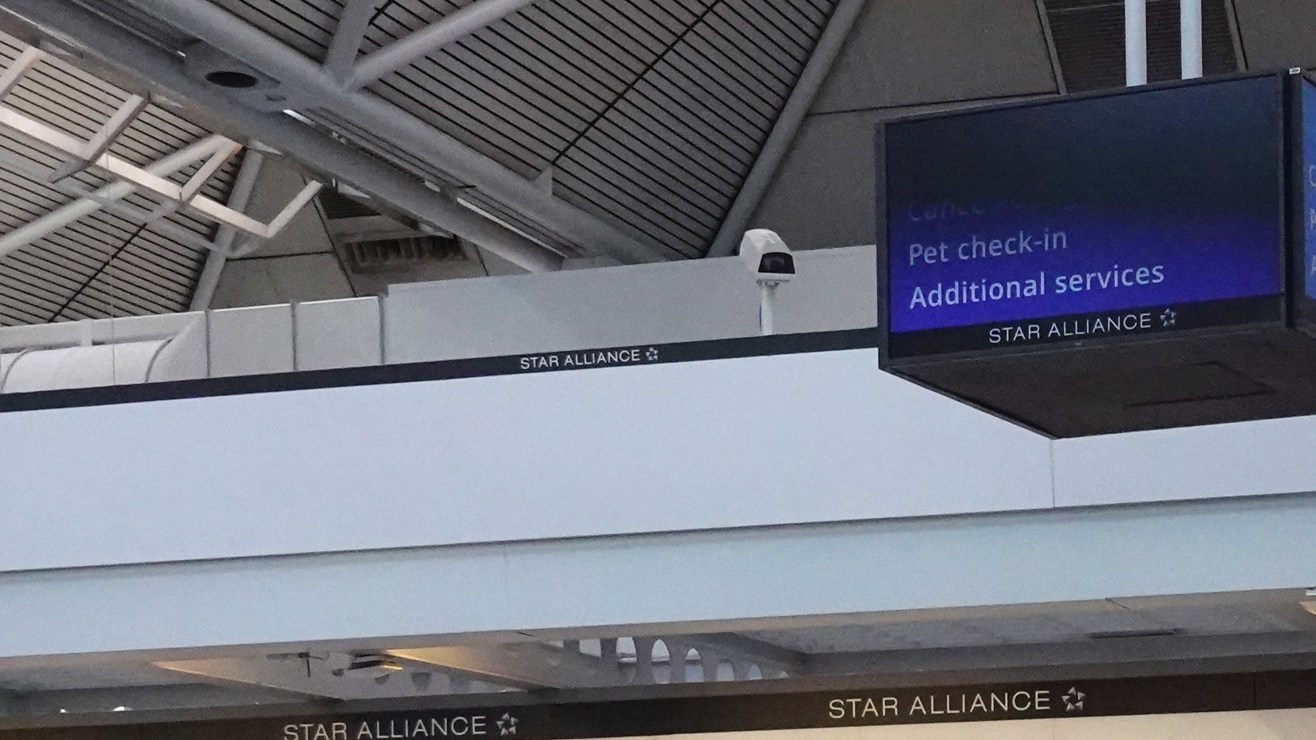 Pet check-in
Additional services
STAR ALLIANCE
STAR ALLIANCE
STAR ALLIANCE
STAR ALLIANCE